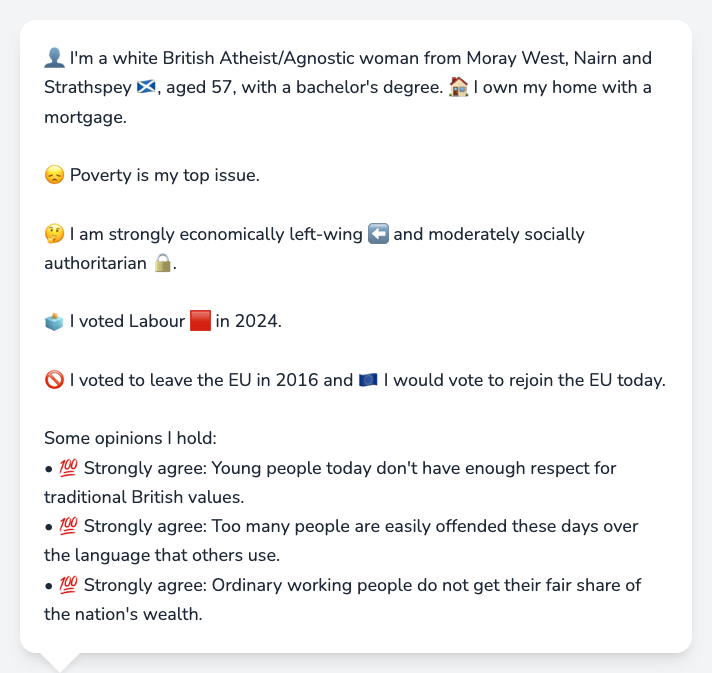 👤 I'm a white British Atheist/Agnostic woman from Moray West, Nairn and
Strathspey 🏴󠁧󠁢󠁳󠁣󠁴󠁿, aged 57, with a bachelor's degree. 🏠 I own my home with a
mortgage.
😞 Poverty is my top issue.
🤔 I am strongly economically left-wing ⬅️ and moderately socially
authoritarian 🔒.
🗳️ I voted Labour 🟥 in 2024.
🚫 I voted to leave the EU in 2016 and 🇪🇺 I would vote to rejoin the EU today.
Some opinions I hold:
• 💯 Strongly agree: Young people today don't have enough respect for
traditional British values.
• 💯 Strongly agree: Too many people are easily offended these days over
the language that others use.
• 💯 Strongly agree: Ordinary working people do not get their fair share of
the nation's wealth.